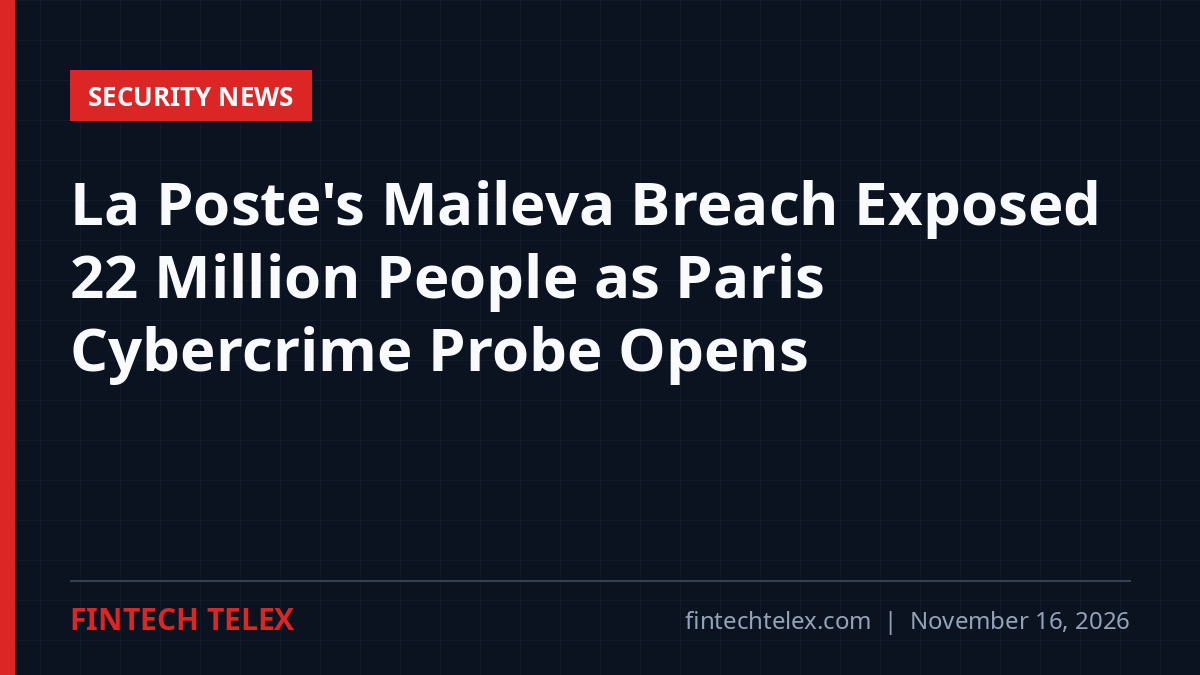 SECURITY NEWS
La Poste's Maileva Breach Exposed
22 Million People as Paris
Cybercrime Probe Opens
FINTECH TELEX
fintechtelex.com | November 16, 2026